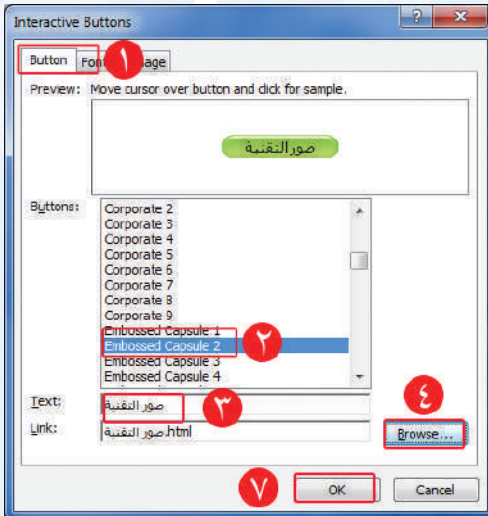 Interactive Buttons
Button Font Image ١
Preview: Move cursor over button and click for sample.
صور التقنية
Buttons:
Corporate 2
Corporate 3
Corporate 4
Corporate 5
Corporate 6
Corporate 7
Corporate 8
Corporate 9
Embossed Capsule 1
Embossed Capsule 2 ٢
Embossed Capsule 3
Embossed Capsule 4
Text: صور التقنية ٣
٤
Link: صور التقنية.html Browse...
٧ OK Cancel